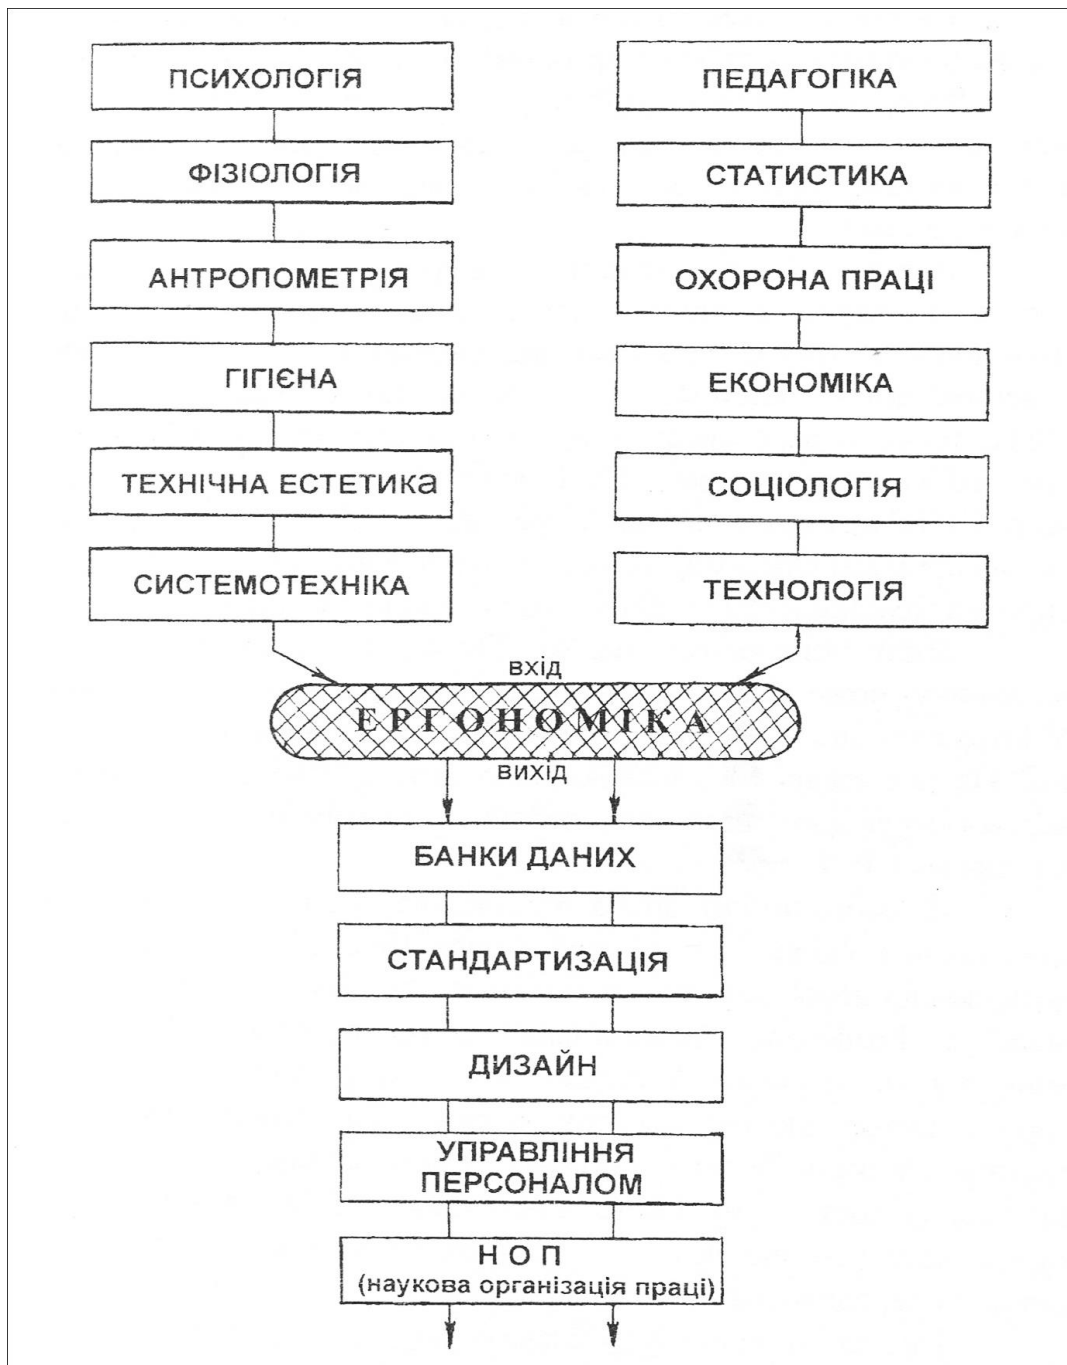 ПСИХОЛОГІЯ
ФІЗІОЛОГІЯ
АНТРОПОМЕТРІЯ
ГІГІЄНА
ТЕХНІЧНА ЕСТЕТИКа
СИСТЕМОТЕХНІКА
ПЕДАГОГІКА
СТАТИСТИКА
ОХОРОНА ПРАЦІ
ЕКОНОМІКА
СОЦІОЛОГІЯ
ТЕХНОЛОГІЯ
вхід
ЕРГОНОМІКА
вихід
БАНКИ ДАНИХ
СТАНДАРТИЗАЦІЯ
ДИЗАЙН
УПРАВЛІННЯ
ПЕРСОНАЛОМ
Н О П
(наукова організація праці)